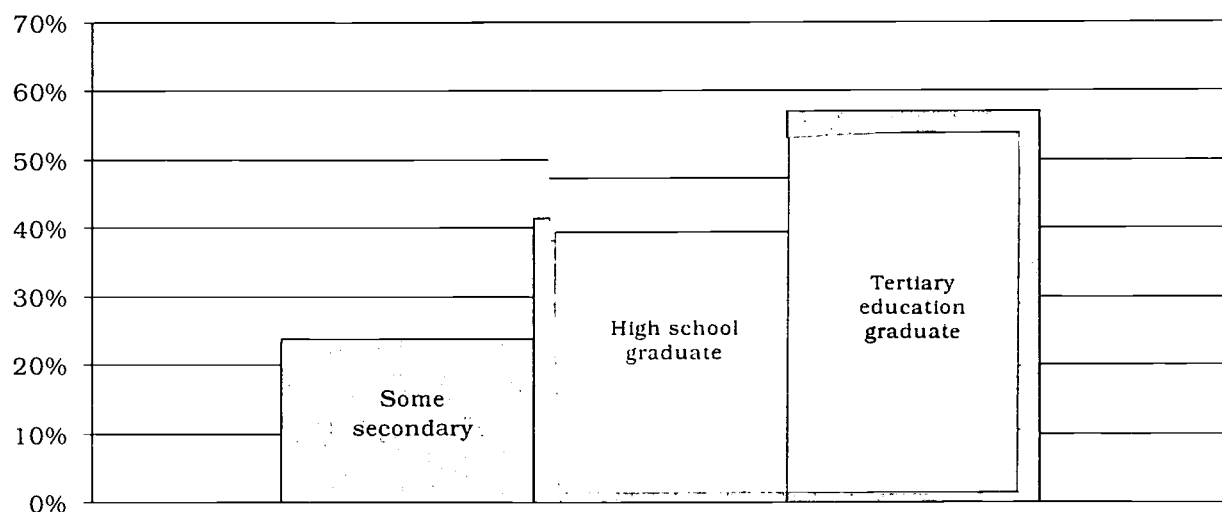 70%
60%
50%
40%
30%
20%
10%
0%
Some
secondary
High school
graduate
Tertiary
education
graduate